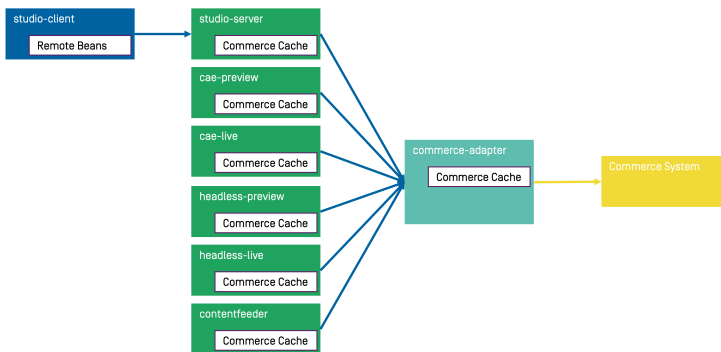 studio-client
Remote Beans
studio-server
Commerce Cache
cae-preview
Commerce Cache
cae-live
Commerce Cache
headless-preview
Commerce Cache
headless-live
Commerce Cache
contentfeeder
Commerce Cache
commerce-adapter
Commerce Cache
Commerce System